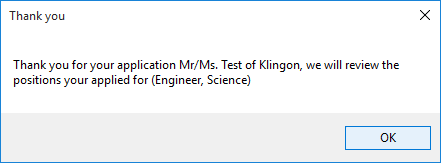 Thank you
Thank you for your application Mr/Ms. Test of Klingon, we will review the
positions your applied for (Engineer, Science)
OK